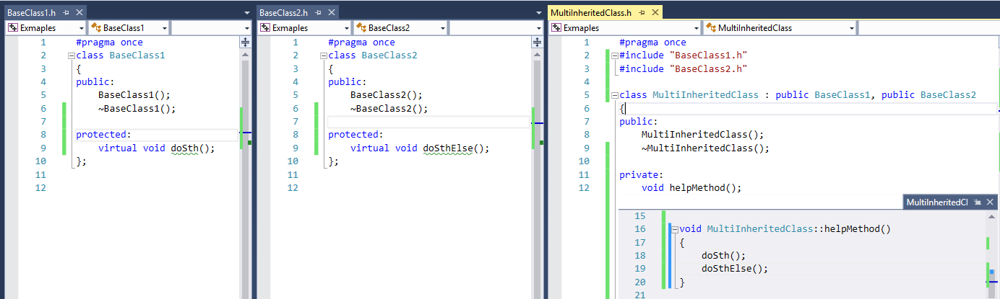 BaseClass1.h
Exmaples
BaseClass1
1 #pragma once
2 class BaseClass1
3 {
4 public:
5 BaseClass1();
6 ~BaseClass1();
7
8 protected:
9 virtual void doSth();
10 };
11
12
BaseClass2.h
Exmaples
BaseClass2
1 #pragma once
2 class BaseClass2
3 {
4 public:
5 BaseClass2();
6 ~BaseClass2();
7
8 protected:
9 virtual void doSthElse();
10 };
11
12
MultiInheritedClass.h
Exmaples
MultiInheritedClass
1 #pragma once
2 #include "BaseClass1.h"
3 #include "BaseClass2.h"
4
5 class MultiInheritedClass : public BaseClass1, public BaseClass2
6 {
7 public:
8 MultiInheritedClass();
9 ~MultiInheritedClass();
10
11 private:
12 void helpMethod();
MultiInheritedCl
15
16 void MultiInheritedClass::helpMethod()
17 {
18 doSth();
19 doSthElse();
20 }
21